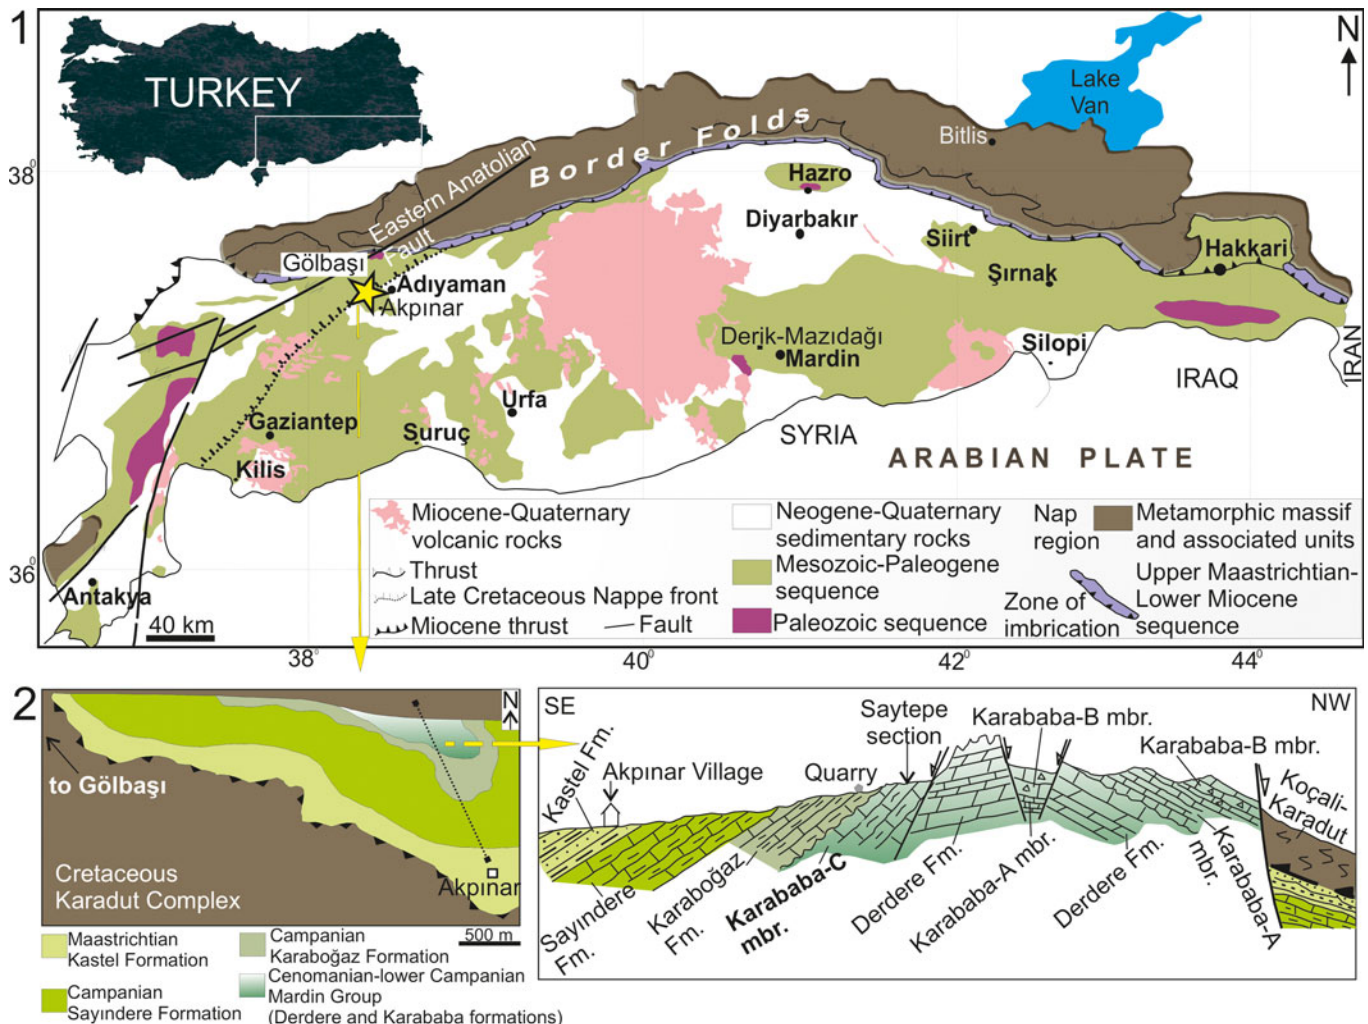 1
TURKEY
N
Lake
Van
Bitlis
Border Folds
Eastern Anatolian
Fault
38°
Hazro
Diyarbakır
Siirt
Hakkari
Şırnak
Gölbaşı
Adıyaman
Akpınar
Derik-Mazıdağı
Mardin
Silopi
IRAN
IRAQ
Urfa
Gaziantep
Suruç
SYRIA
Kilis
ARABIAN PLATE
36°
Antakya
40 km
Miocene-Quaternary
volcanic rocks
Thrust
Late Cretaceous Nappe front
Miocene thrust
Fault
Neogene-Quaternary
sedimentary rocks
Mesozoic-Paleogene
sequence
Paleozoic sequence
Nap
region
Metamorphic massif
and associated units
Zone of
imbrication
Upper Maastrichtian-
Lower Miocene
sequence
38°
40°
42°
44°
2
N
to Gölbaşı
Cretaceous
Karadut Complex
Akpınar
500 m
Maastrichtian
Kastel Formation
Campanian
Sayındere Formation
Campanian
Karaboğaz Formation
Cenomanian-lower Campanian
Mardin Group
(Derdere and Karababa formations)
SE
NW
Kastel Fm.
Akpınar Village
Quarry
Saytepe
section
Karababa-B mbr.
Karababa-B mbr.
Koçali-
Karadut
Sayındere
Fm.
Karaboğaz
Fm.
Karababa-C
mbr.
Derdere Fm.
Karababa-A mbr.
Derdere Fm.
Karababa-A
mbr.